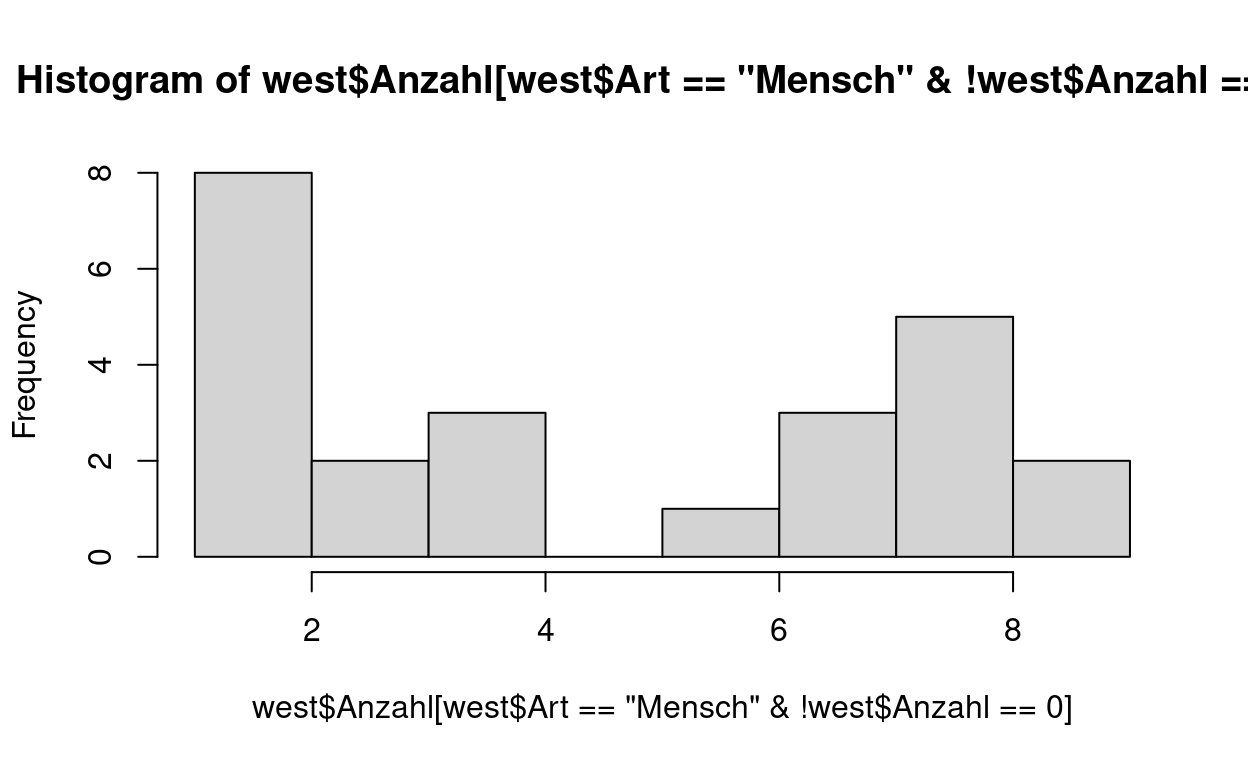 Histogram of west$Anzahl[west$Art == "Mensch" & !west$Anzahl ==
Frequency
8
6
4
2
0
2 4 6 8
west$Anzahl[west$Art == "Mensch" & !west$Anzahl == 0]